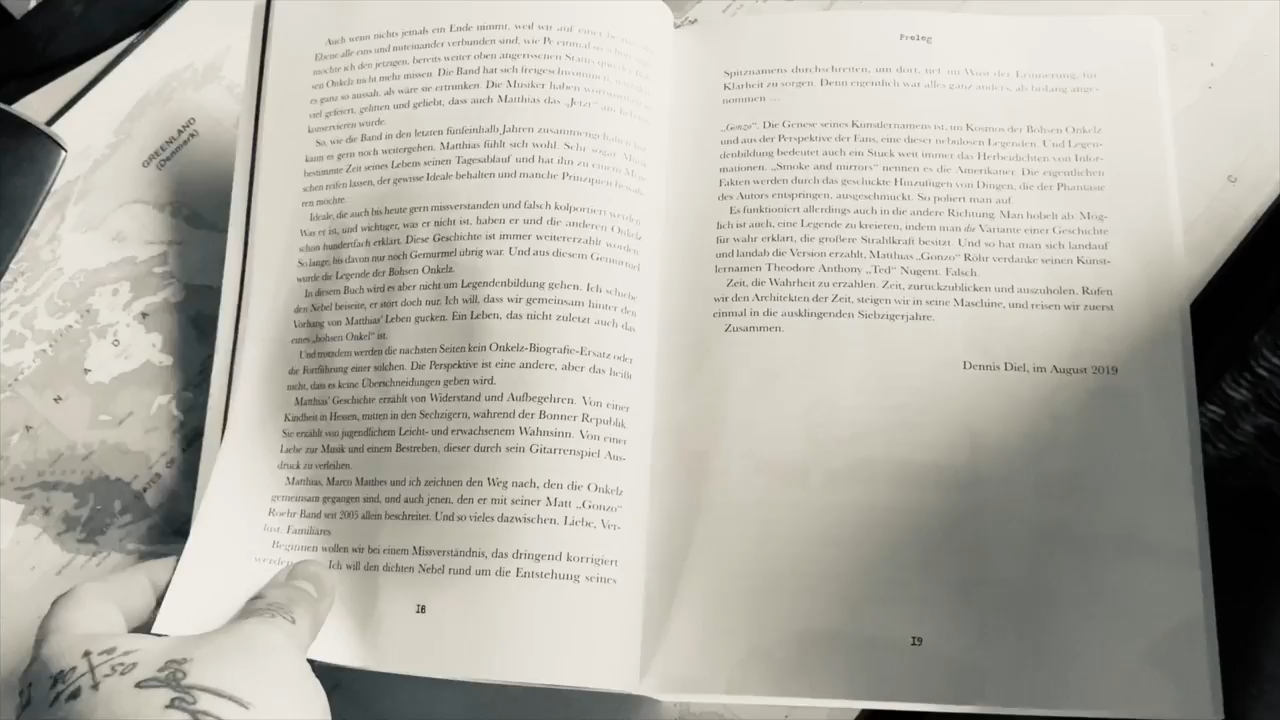 Auch wenn nichts jemals ein Ende nimmt, weil wir auf einer
Ebene alle eins und miteinander verbunden sind, wie Pe einmal so
möchte ich den jetzigen, bereits weiter oben angerissenen Status quo der
sen Onkelz nicht mehr missen. Die Band hat sich freigeschwommen,
es ganz so aussah, als wäre sie ertrunken. Die Musiker haben
viel gefeiert, gelitten und geliebt, dass auch Matthias das „Jetzt“ am liebsten
konservieren würde.
So, wie die Band in den letzten fünfeinhalb Jahren zusammengehalten hat,
kann es gern noch weitergehen. Matthias fühlt sich wohl. Sehr sogar. Musik
bestimmte Zeit seines Lebens seinen Tagesablauf und hat ihn zu einem Men-
schen reifen lassen, der gewisse Ideale behalten und manche Prinzipien bewah-
ren möchte.
Ideale, die auch bis heute gern missverstanden und falsch kolportiert werden.
Was er ist, und wichtiger, was er nicht ist, haben er und die anderen Onkelz
schon hundertfach erklärt. Diese Geschichte ist immer weitererzählt worden.
So lange, bis davon nur noch Gemurmel übrig war. Und aus diesem Gemurmel
wurde die Legende der Böhsen Onkelz.
In diesem Buch wird es aber nicht um Legendenbildung gehen. Ich schiebe
den Nebel beiseite, er stört doch nur. Ich will, dass wir gemeinsam hinter den
Vorhang von Matthias' Leben gucken. Ein Leben, das nicht zuletzt auch das
eines „böhsen Onkel“ ist.
Und trotzdem werden die nächsten Seiten kein Onkelz-Biografie-Ersatz oder
die Fortführung einer solchen. Die Perspektive ist eine andere, aber das heißt
nicht, dass es keine Überschneidungen geben wird.
Matthias' Geschichte erzählt von Widerstand und Aufbegehren. Von einer
Kindheit in Hessen, mitten in den Sechzigern, während der Bonner Republik.
Sie erzählt von jugendlichem Leicht- und erwachsenem Wahnsinn. Von einer
Liebe zur Musik und einem Bestreben, dieser durch sein Gitarrenspiel Aus-
druck zu verleihen.
Matthias, Marco Matthes und ich zeichnen den Weg nach, den die Onkelz
gemeinsam gegangen sind, und auch jenen, den er mit seiner Matt „Gonzo“
Roehr Band seit 2005 allein beschreitet. Und so vieles dazwischen. Liebe, Ver-
lust. Familiäres.
Beginnen wollen wir bei einem Missverständnis, das dringend korrigiert
werden Ich will den dichten Nebel rund um die Entstehung seines
18
Prolog
Spitznamens durchschreiten, um dort, tief im Wust der Erinnerung, für
Klarheit zu sorgen. Denn eigentlich war alles ganz anders, als bislang ange-
nommen …
„Gonzo“. Die Genese seines Künstlernamens ist, im Kosmos der Böhsen Onkelz
und aus der Perspektive der Fans, eine dieser nebulösen Legenden. Und Legen-
denbildung bedeutet auch ein Stück weit immer das Herbeidichten von Infor-
mationen. „Smoke and mirrors“ nennen es die Amerikaner. Die eigentlichen
Fakten werden durch das geschickte Hinzufügen von Dingen, die der Phantasie
des Autors entspringen, ausgeschmückt. So poliert man auf.
Es funktioniert allerdings auch in die andere Richtung. Man hobelt ab. Mög-
lich ist auch, eine Legende zu kreieren, indem man die Variante einer Geschichte
für wahr erklärt, die größere Strahlkraft besitzt. Und so hat man sich landauf
und landab die Version erzählt, Matthias „Gonzo“ Röhr verdanke seinen Künst-
lernamen Theodore Anthony „Ted“ Nugent. Falsch.
Zeit, die Wahrheit zu erzählen. Zeit, zurückzublicken und auszuholen. Rufen
wir den Architekten der Zeit, steigen wir in seine Maschine, und reisen wir zuerst
einmal in die ausklingenden Siebzigerjahre.
Zusammen.
Dennis Diel, im August 2019
19
GREENLAND
(Denmark)